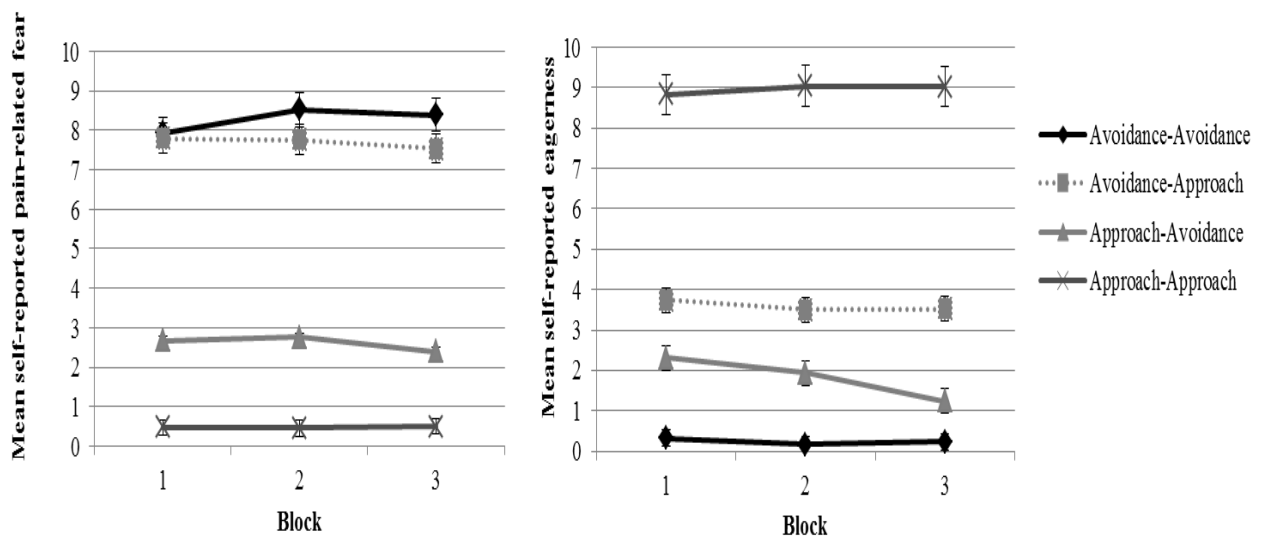 Mean self-reported pain-related fear
10
9
8
7
6
5
4
3
2
1
0
1 2 3
Block
Mean self-reported eagerness
10
9
8
7
6
5
4
3
2
1
0
1 2 3
Block
Avoidance-Avoidance
Avoidance-Approach
Approach-Avoidance
Approach-Approach